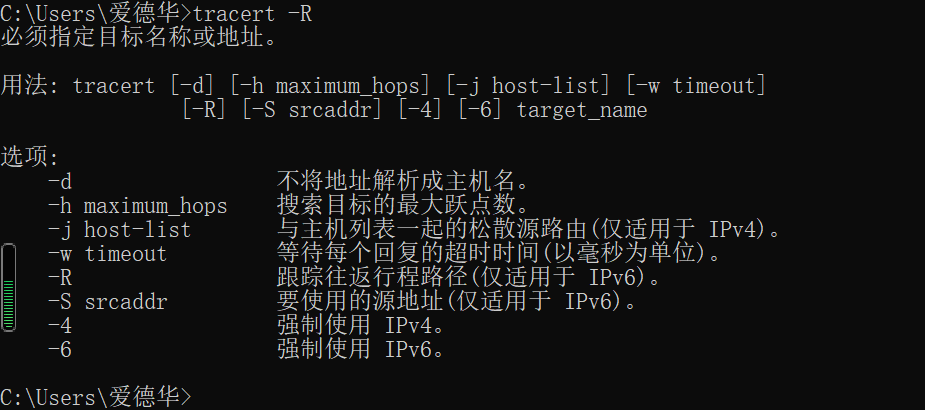 C:\Users\爱德华>tracert -R
必须指定目标名称或地址。
用法: tracert [-d] [-h maximum_hops] [-j host-list] [-w timeout]
[-R] [-S srcaddr] [-4] [-6] target_name
选项:
-d 不将地址解析成主机名。
-h maximum_hops 搜索目标的最大跃点数。
-j host-list 与主机列表一起的松散源路由(仅适用于 IPv4)。
-w timeout 等待每个回复的超时时间(以毫秒为单位)。
-R 跟踪往返行程路径(仅适用于 IPv6)。
-S srcaddr 要使用的源地址(仅适用于 IPv6)。
-4 强制使用 IPv4。
-6 强制使用 IPv6。
C:\Users\爱德华>